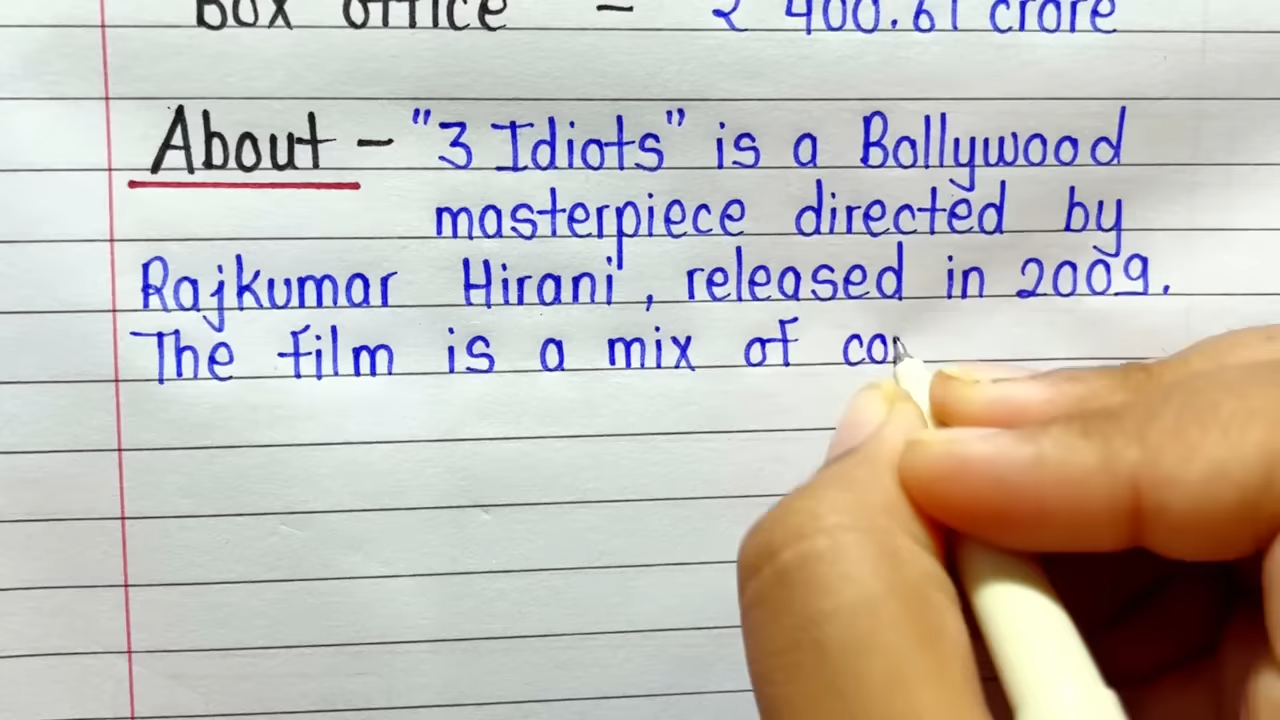 Box office - ₹ 400.61 crore
About - "3 Idiots" is a Bollywood
masterpiece directed by
Rajkumar Hirani, released in 2009.
The film is a mix of